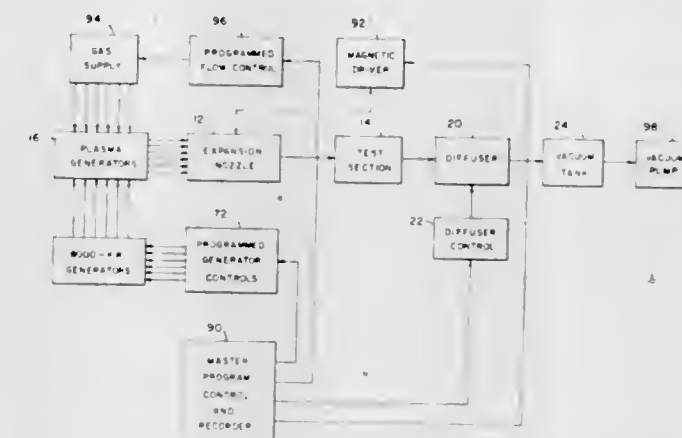 94
96
92
GAS
SUPPLY
PROGRAMMED
FLOW CONTROL
MAGNETIC
DRIVER
16
12
14
20
24
98
PLASMA
GENERATORS
EXPANSION
NOZZLE
TEST
SECTION
DIFFUSER
VACUUM
TANK
VACUUM
PUMP
72
22
GENERATORS
PROGRAMMED
GENERATOR
CONTROLS
DIFFUSER
CONTROL
90
MASTER
PROGRAM
CONTROL
AND
RECORDER